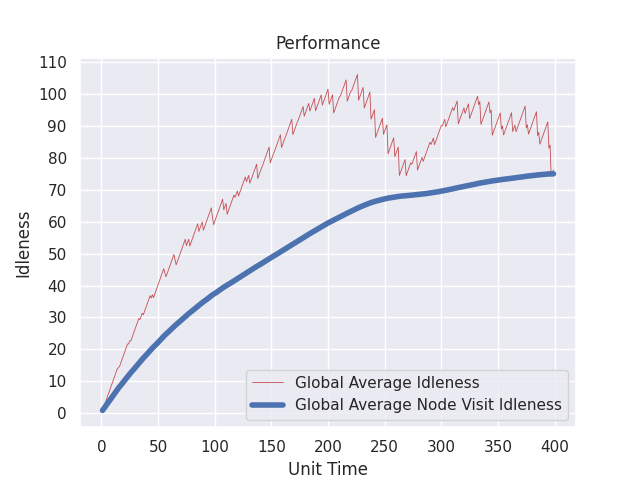 Performance
110
100
90
80
70
60
50
40
30
20
10
0
Idleness
0 50 100 150 200 250 300 350 400
Unit Time
Global Average Idleness
Global Average Node Visit Idleness